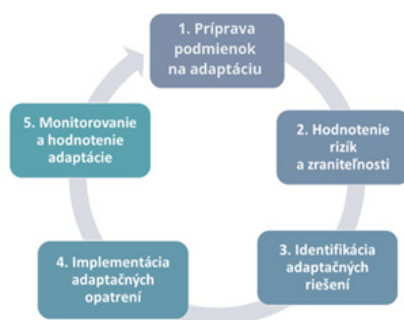 1. Príprava
podmienok
na adaptáciu
2. Hodnotenie
rizík
a zraniteľnosti
3. Identifikácia
adaptačných
riešení
4. Implementácia
adaptačných
opatrení
5. Monitorovanie
a hodnotenie
adaptácie